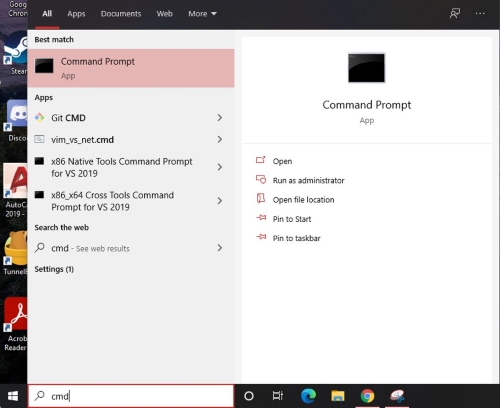 Goog
Chron
Steam
Disco
AutoCA
2019 - 
TunnelB
Acrob
Reader
All Apps Documents Web More
Best match
Command Prompt
App
Apps
Git CMD
vim_vs_net.cmd
x86 Native Tools Command Prompt
for VS 2019
x86_x64 Cross Tools Command
Prompt for VS 2019
Search the web
cmd - See web results
Settings (1)
Command Prompt
App
Open
Run as administrator
Open file location
Pin to Start
Pin to taskbar
cmd